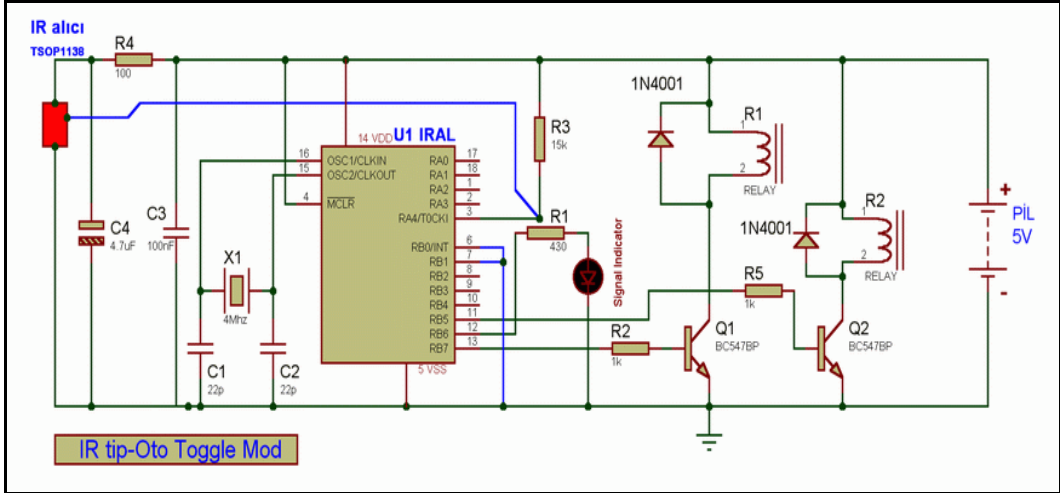 IR alıcı
TSOP1138
R4
100
C4
4.7uF
C3
100nF
X1
4Mhz
C1
22p
C2
22p
14 VDD
U1 IRAL
16
OSC1/CLKIN
15
OSC2/CLKOUT
4
MCLR
RA0
17
RA1
18
RA2
1
RA3
2
RA4/T0CKI
3
RB0/INT
6
RB1
7
RB2
8
RB3
9
RB4
10
RB5
11
RB6
12
RB7
13
5 VSS
R3
15k
R1
430
Signal Indicator
R2
1k
1N4001
R1
1
2
RELAY
1N4001
R2
1
2
RELAY
R5
1k
Q1
BC547BP
Q2
BC547BP
+
PİL
5V
-
IR tip-Oto Toggle Mod